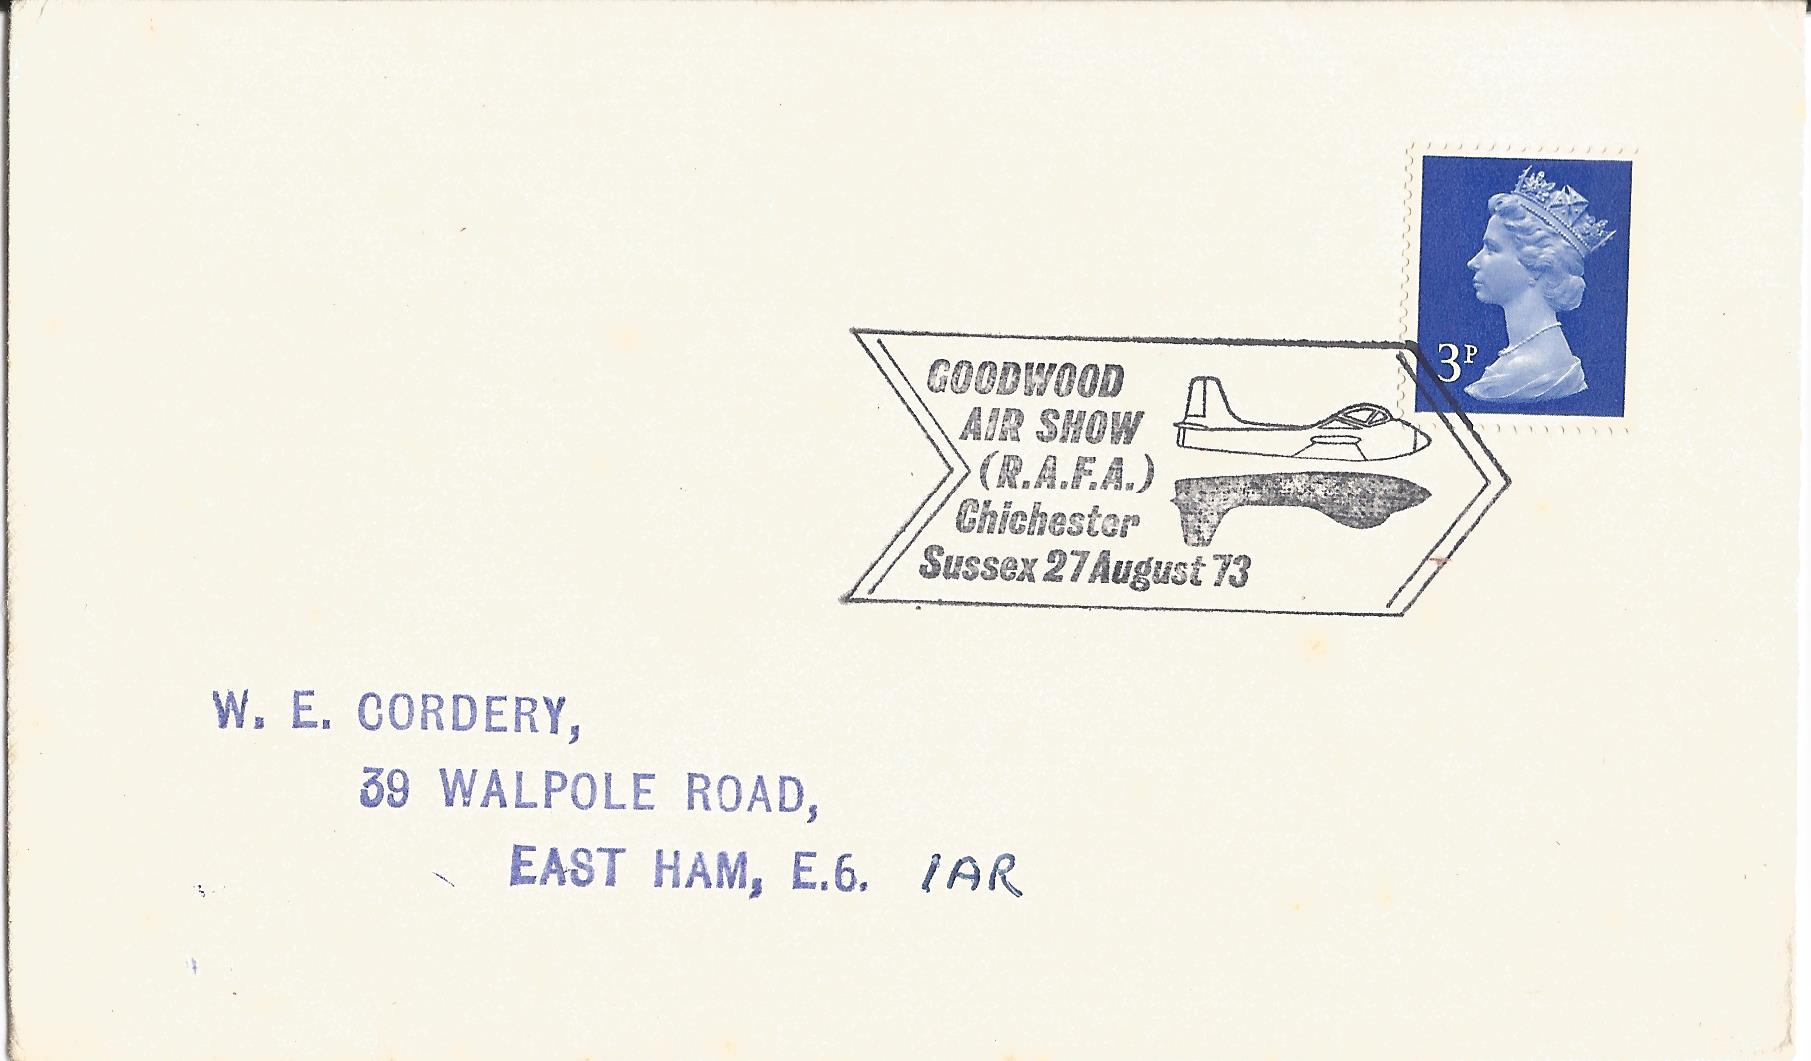 3P
GOODWOOD
AIR SHOW
(R.A.F.A.)
Chichester
Sussex 27 August 73
W. E. CORDERY,
39 WALPOLE ROAD,
EAST HAM, E.6. 1AR